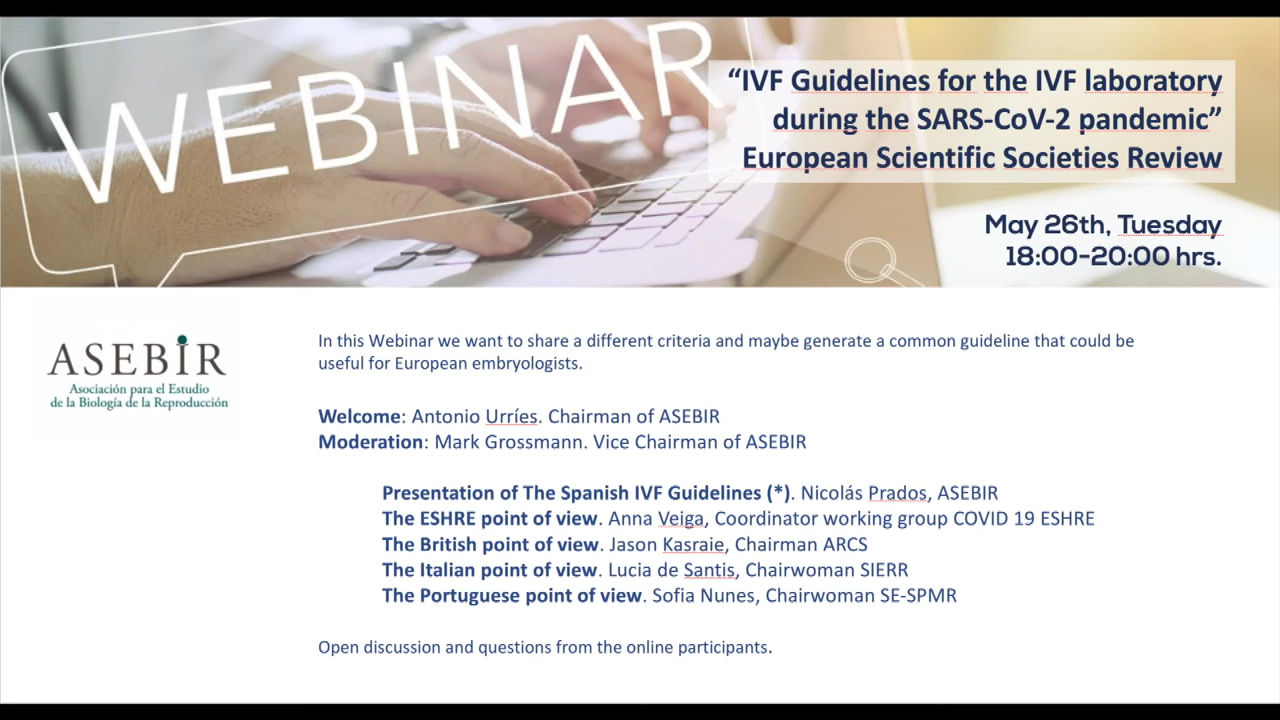 WEBINAR
“IVF Guidelines for the IVF laboratory
during the SARS-CoV-2 pandemic”
European Scientific Societies Review
May 26th, Tuesday
18:00-20:00 hrs.
ASEBIR
Asociación para el Estudio
de la Biología de la Reproducción
In this Webinar we want to share a different criteria and maybe generate a common guideline that could be
useful for European embryologists.
Welcome: Antonio Urríes. Chairman of ASEBIR
Moderation: Mark Grossmann. Vice Chairman of ASEBIR
Presentation of The Spanish IVF Guidelines (*). Nicolás Prados, ASEBIR
The ESHRE point of view. Anna Veiga, Coordinator working group COVID 19 ESHRE
The British point of view. Jason Kasraie, Chairman ARCS
The Italian point of view. Lucia de Santis, Chairwoman SIERR
The Portuguese point of view. Sofia Nunes, Chairwoman SE-SPMR
Open discussion and questions from the online participants.